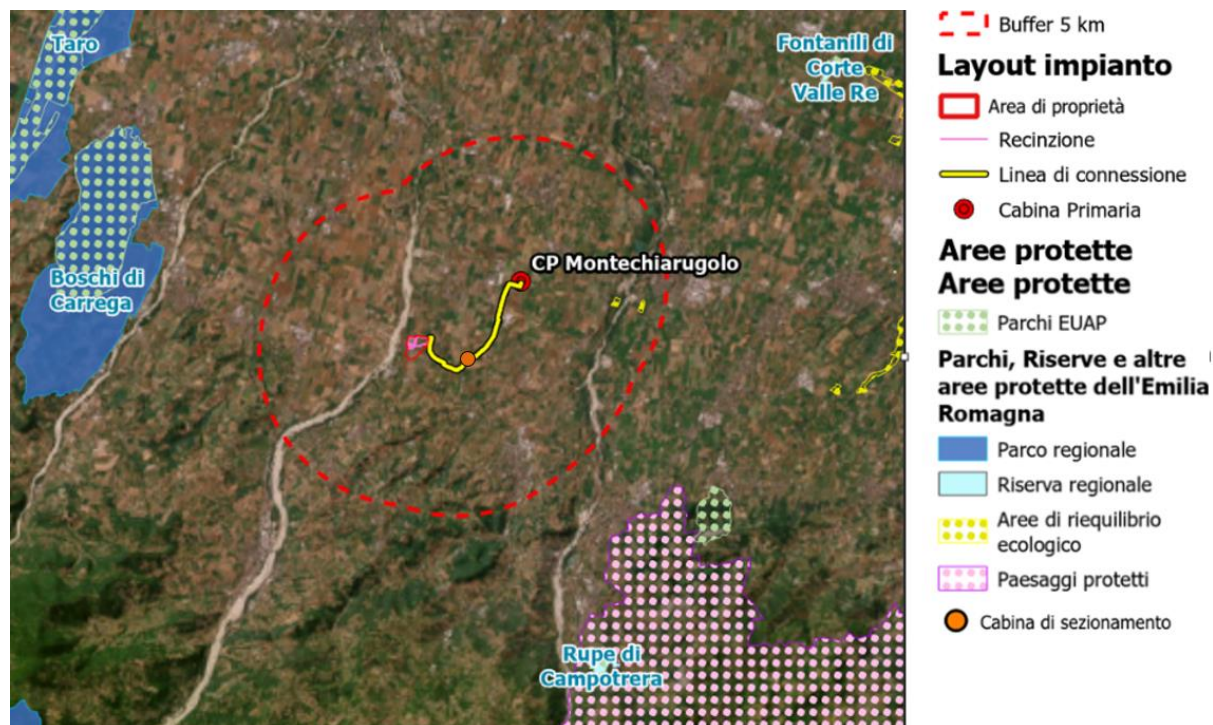 Taro
Fontanili di
Corte
Valle Re
CP Montechiarugolo
Boschi di
Carrega
Rupe di
Campotrera
Buffer 5 km
Layout impianto
Area di proprietà
Recinzione
Linea di connessione
Cabina Primaria
Aree protette
Aree protette
Parchi EUAP
Parchi, Riserve e altre
aree protette dell'Emilia
Romagna
Parco regionale
Riserva regionale
Aree di riequilibrio
ecologico
Paesaggi protetti
Cabina di sezionamento